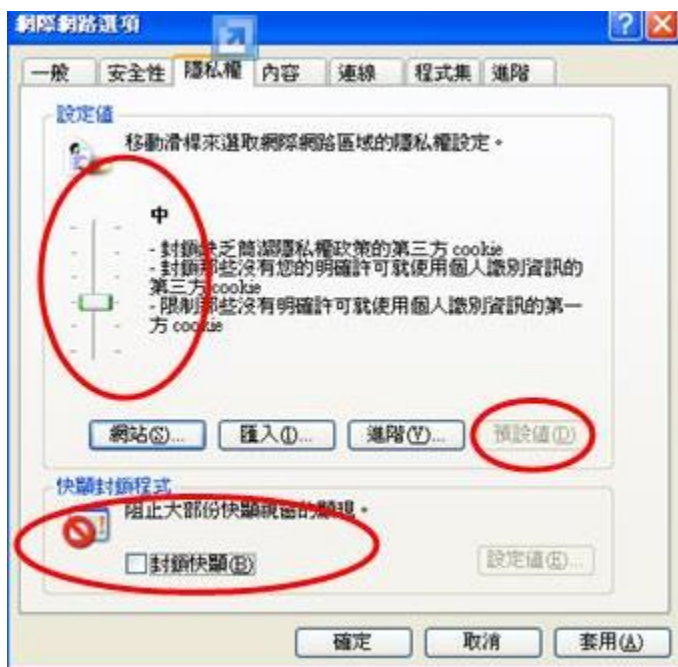 網際網路選項
一般 安全性 隱私權 內容 連線 程式集 進階
設定值
移動滑桿來選取網際網路區域的隱私權設定。
中
- 封鎖缺乏簡潔隱私權政策的第三方 cookie
- 封鎖那些沒有您的明確許可就使用個人識別資訊的
第三方 cookie
- 限制那些沒有明確許可就使用個人識別資訊的第一
方 cookie
網站(S)... 匯入(I)... 進階(V)... 預設值(D)
快顯封鎖程式
阻止大部份快顯視窗的顯現。
封鎖快顯(B)
設定值(E)...
確定 取消 套用(A)